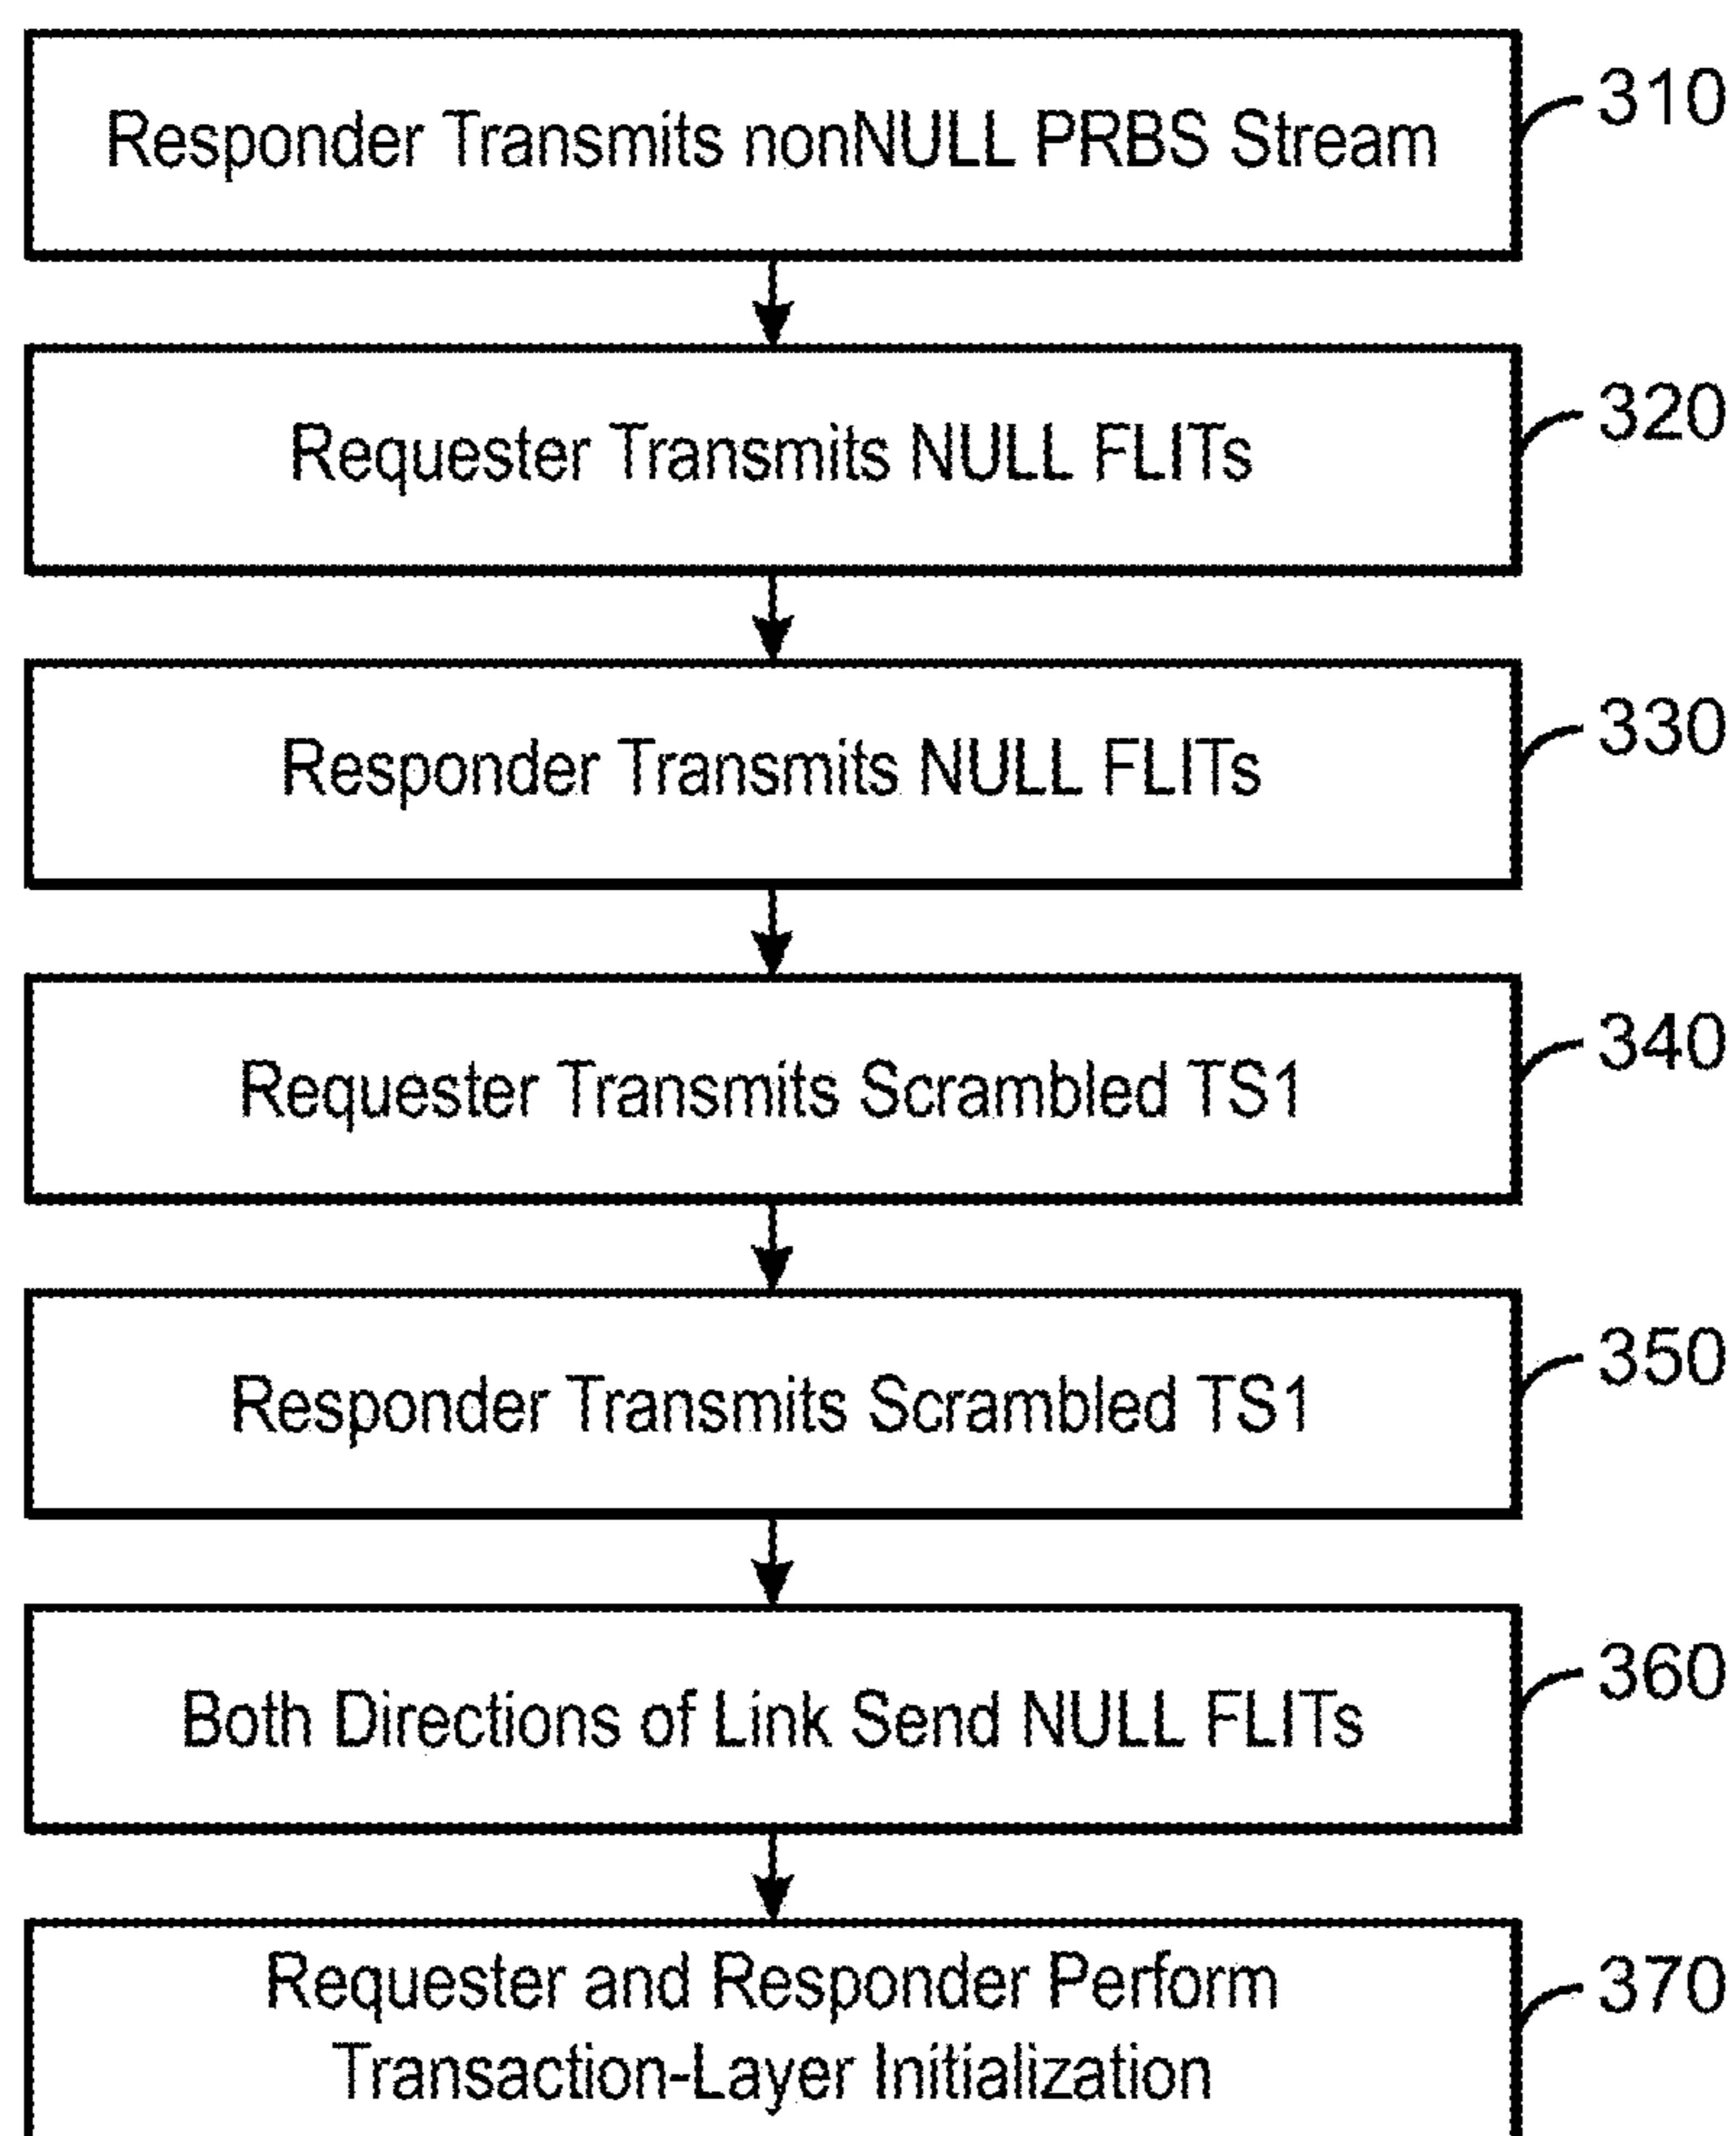 Responder Transmits nonNULL PRBS Stream
310
Requester Transmits NULL FLITs
320
Responder Transmits NULL FLITs
330
Requester Transmits Scrambled TS1
340
Responder Transmits Scrambled TS1
350
Both Directions of Link Send NULL FLITs
360
Requester and Responder Perform
Transaction-Layer Initialization
370